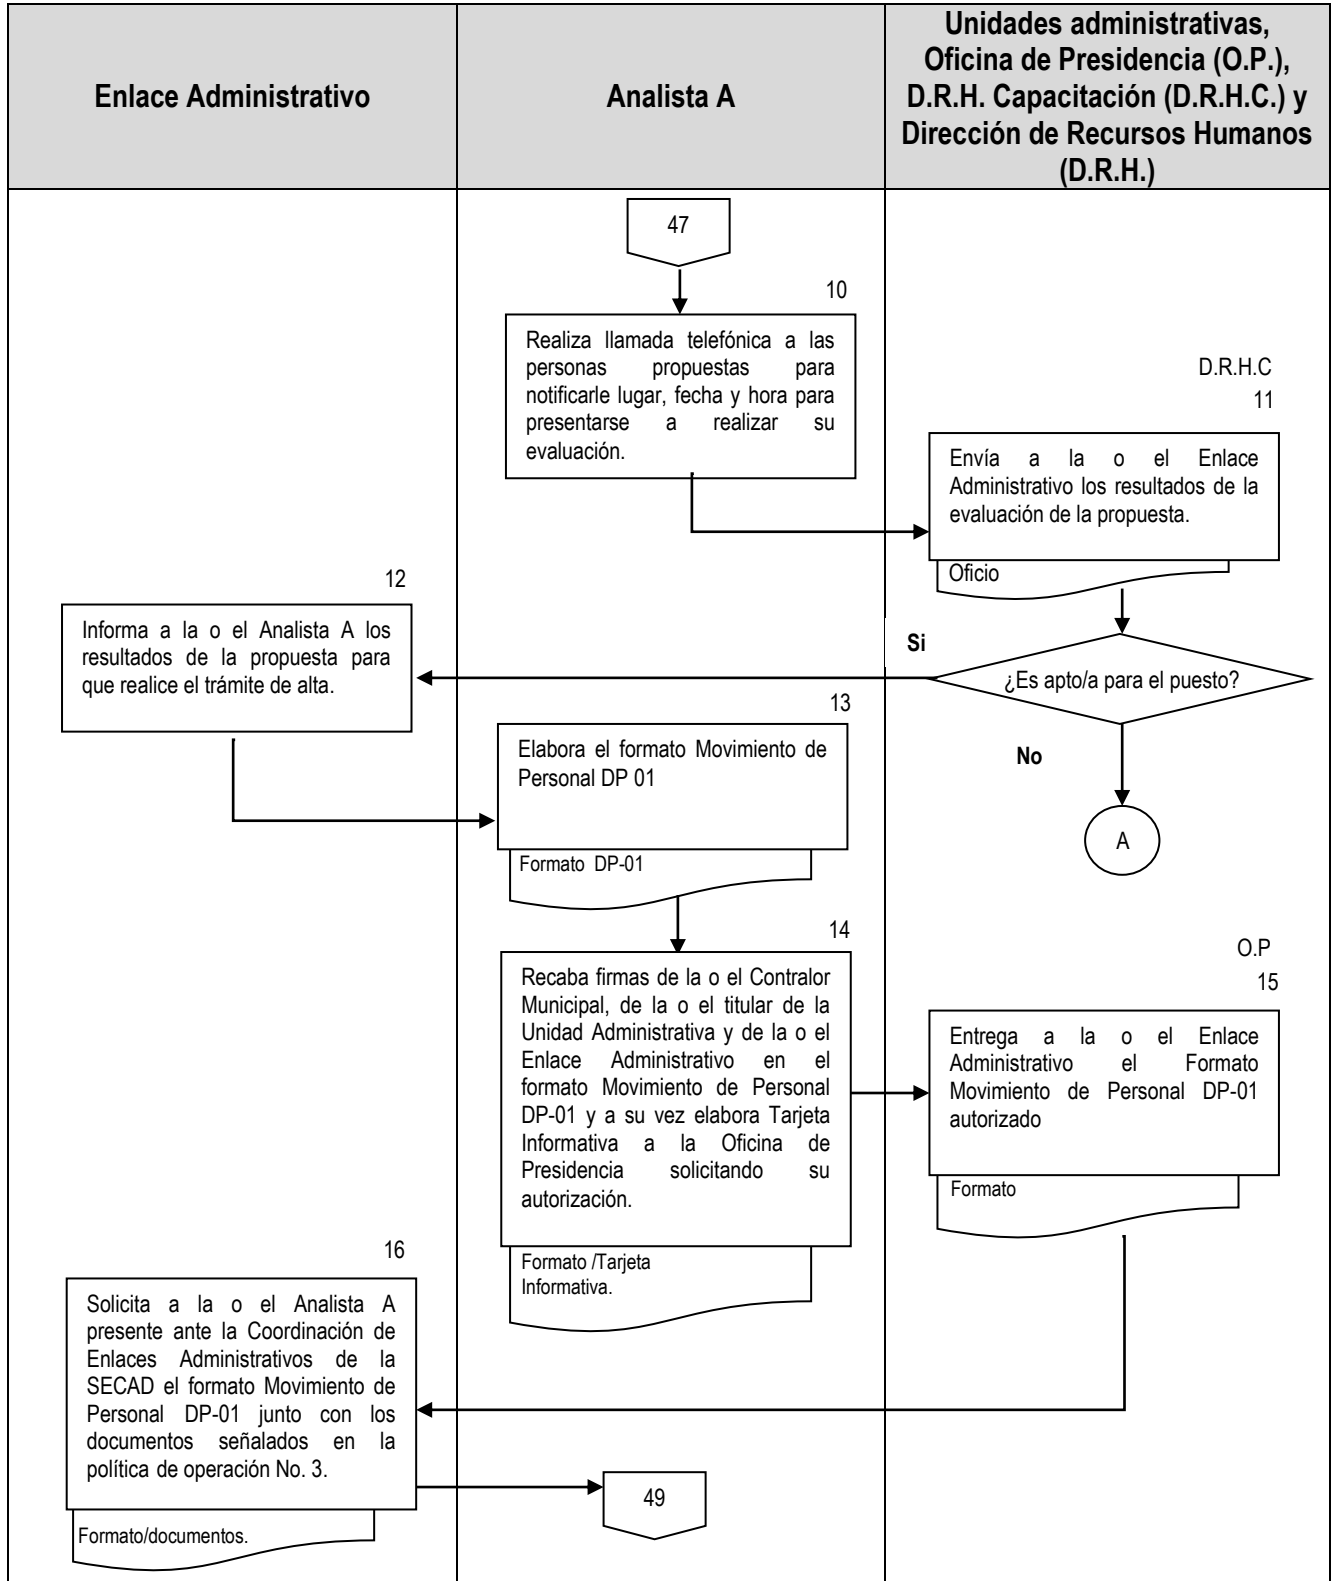 Enlace Administrativo
Analista A
Unidades administrativas,
Oficina de Presidencia (O.P.),
D.R.H. Capacitación (D.R.H.C.) y
Dirección de Recursos Humanos
(D.R.H.)
47
10
Realiza llamada telefónica a las
personas propuestas para
notificarle lugar, fecha y hora para
presentarse a realizar su
evaluación.
D.R.H.C
11
Envía a la o el Enlace
Administrativo los resultados de la
evaluación de la propuesta.
Oficio
¿Es apto/a para el puesto?
Si
No
A
12
Informa a la o el Analista A los
resultados de la propuesta para
que realice el trámite de alta.
13
Elabora el formato Movimiento de
Personal DP 01
Formato DP-01
14
Recaba firmas de la o el Contralor
Municipal, de la o el titular de la
Unidad Administrativa y de la o el
Enlace Administrativo en el
formato Movimiento de Personal
DP-01 y a su vez elabora Tarjeta
Informativa a la Oficina de
Presidencia solicitando su
autorización.
Formato /Tarjeta
Informativa.
O.P
15
Entrega a la o el Enlace
Administrativo el Formato
Movimiento de Personal DP-01
autorizado
Formato
16
Solicita a la o el Analista A
presente ante la Coordinación de
Enlaces Administrativos de la
SECAD el formato Movimiento de
Personal DP-01 junto con los
documentos señalados en la
política de operación No. 3.
Formato/documentos.
49